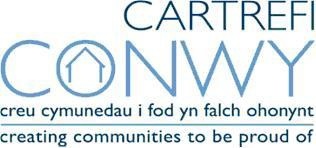 CARTREFI
CONWY
creu cymunedau i fod yn falch ohonynt
creating communities to be proud of